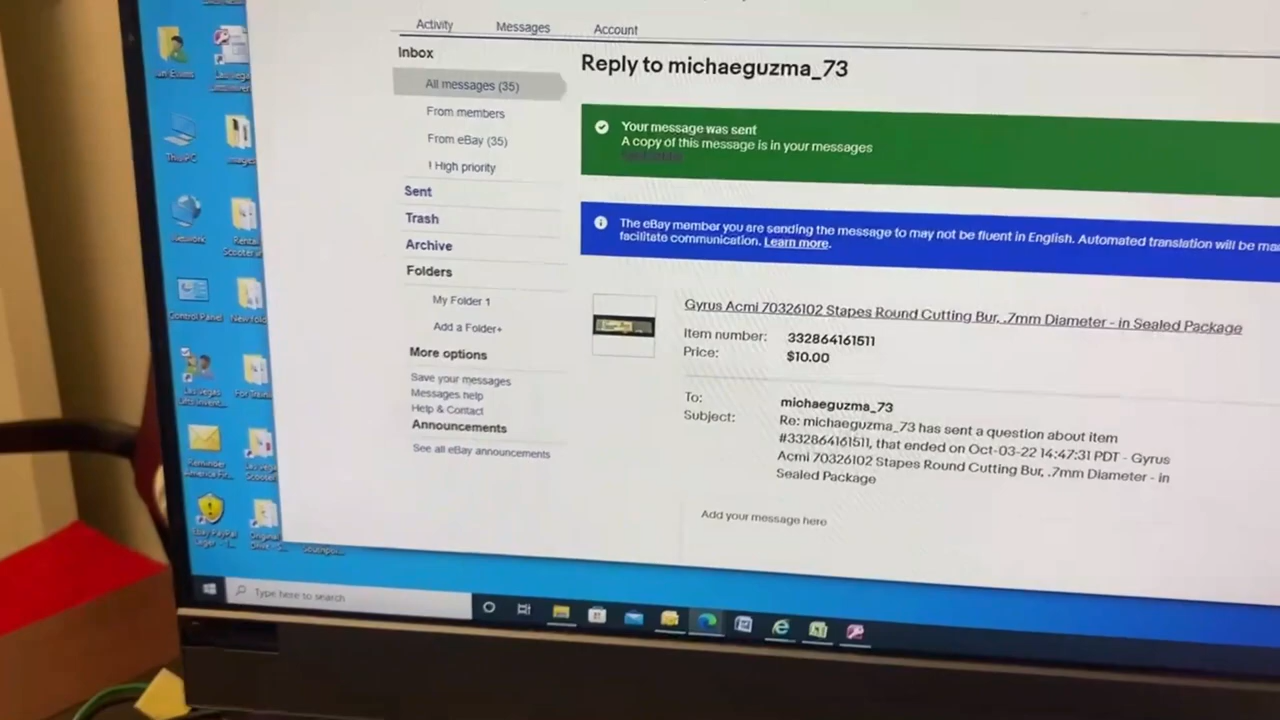 Activity Messages Account
Inbox
All messages (35)
From members
From eBay (35)
! High priority
Sent
Trash
Archive
Folders
My Folder 1
Add a Folder+
More options
Save your messages
Messages help
Help & Contact
Announcements
See all eBay announcements
Reply to michaeguzma_73
Your message was sent
A copy of this message is in your messages
The eBay member you are sending the message to may not be fluent in English. Automated translation will be
facilitate communication. Learn more.
Gyrus Acmi 70326102 Stapes Round Cutting Bur, .7mm Diameter - in Sealed Package
Item number: 332864161511
Price: $10.00
To: michaeguzma_73
Subject: Re: michaeguzma_73 has sent a question about item
#332864161511, that ended on Oct-03-22 14:47:31 PDT - Gyrus
Acmi 70326102 Stapes Round Cutting Bur, .7mm Diameter - in
Sealed Package
Add your message here
This PC
Network
Control Panel
Type here to search